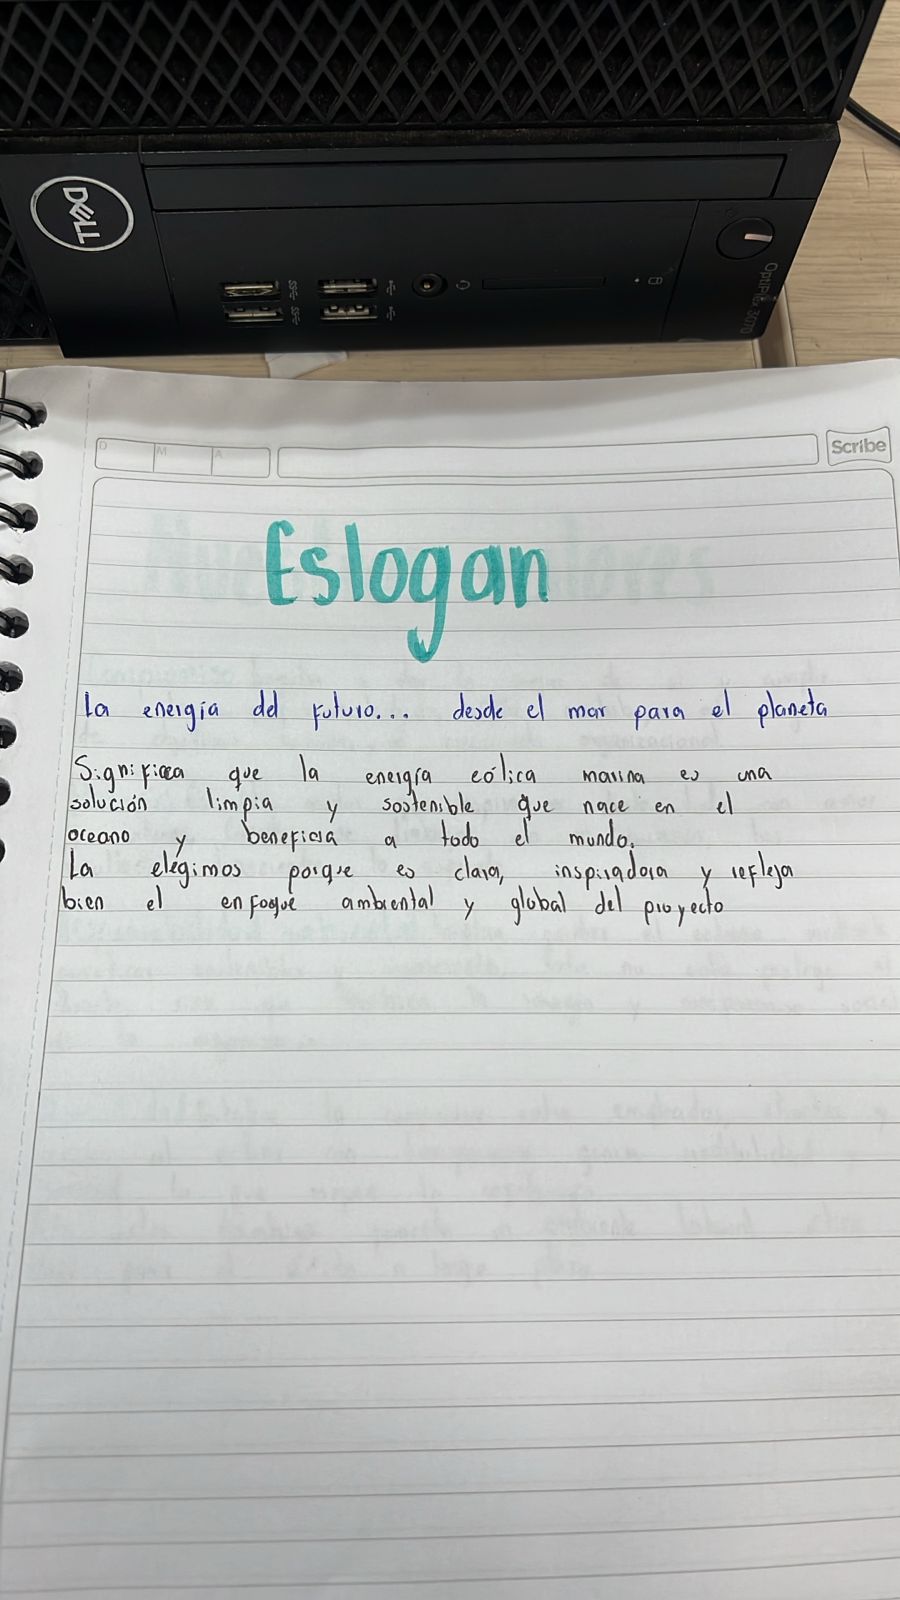 DELL
SS
SS
OptiPlex 3070
D
M
A
Scribe
Eslogan
La energía del futuro... desde el mar para el planeta
Significa que la energía eólica marina es una
solución limpia y sostenible que nace en el
oceano y beneficia a todo el mundo.
La elegimos porque es clara, inspiradora y refleja
bien el enfoque ambiental y global del proyecto